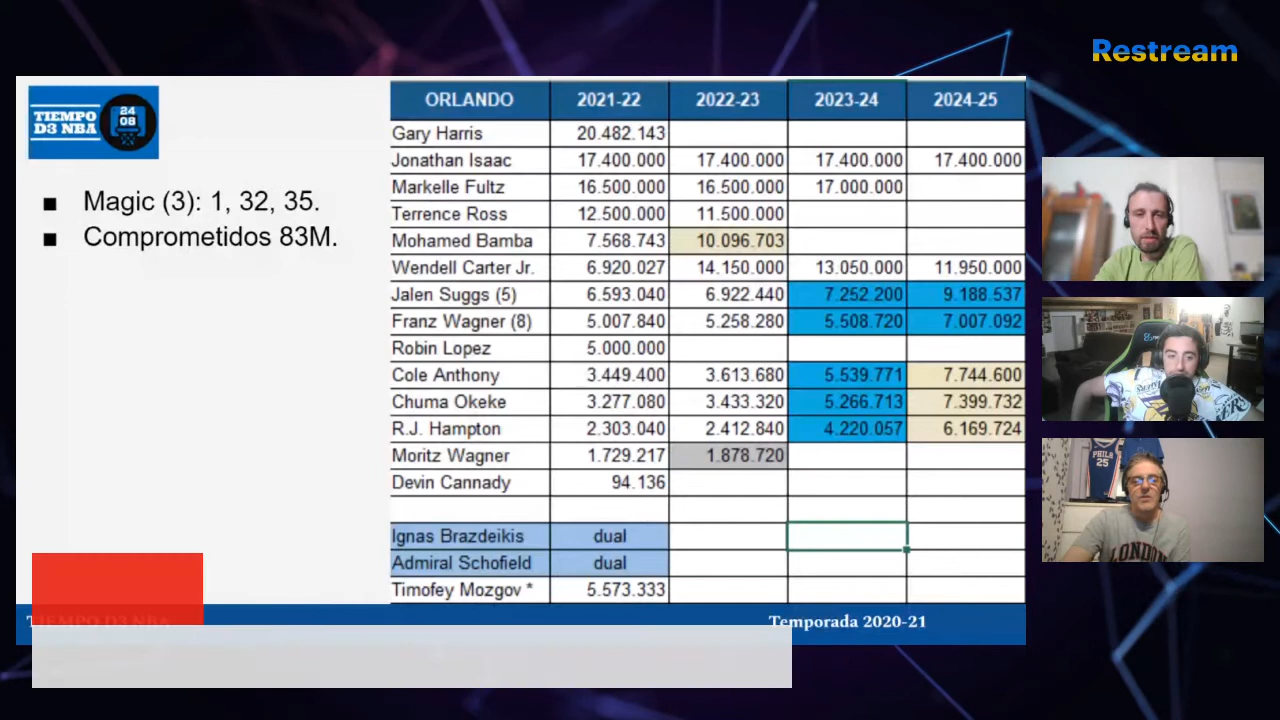 Restream
TIEMPO
D3 NBA
24
08
■ Magic (3): 1, 32, 35.
■ Comprometidos 83M.
ORLANDO 2021-22 2022-23 2023-24 2024-25
Gary Harris 20.482.143
Jonathan Isaac 17.400.000 17.400.000 17.400.000 17.400.000
Markelle Fultz 16.500.000 16.500.000 17.000.000
Terrence Ross 12.500.000 11.500.000
Mohamed Bamba 7.568.743 10.096.703
Wendell Carter Jr. 6.920.027 14.150.000 13.050.000 11.950.000
Jalen Suggs (5) 6.593.040 6.922.440 7.252.200 9.188.537
Franz Wagner (8) 5.007.840 5.258.280 5.508.720 7.007.092
Robin Lopez 5.000.000
Cole Anthony 3.449.400 3.613.680 5.539.771 7.744.600
Chuma Okeke 3.277.080 3.433.320 5.266.713 7.399.732
R.J. Hampton 2.303.040 2.412.840 4.220.057 6.169.724
Moritz Wagner 1.729.217 1.878.720
Devin Cannady 94.136
Ignas Brazdeikis dual
Admiral Schofield dual
Timofey Mozgov * 5.573.333
TIEMPO D3 NBA
Temporada 2020-21
PHILA
25
LONDON